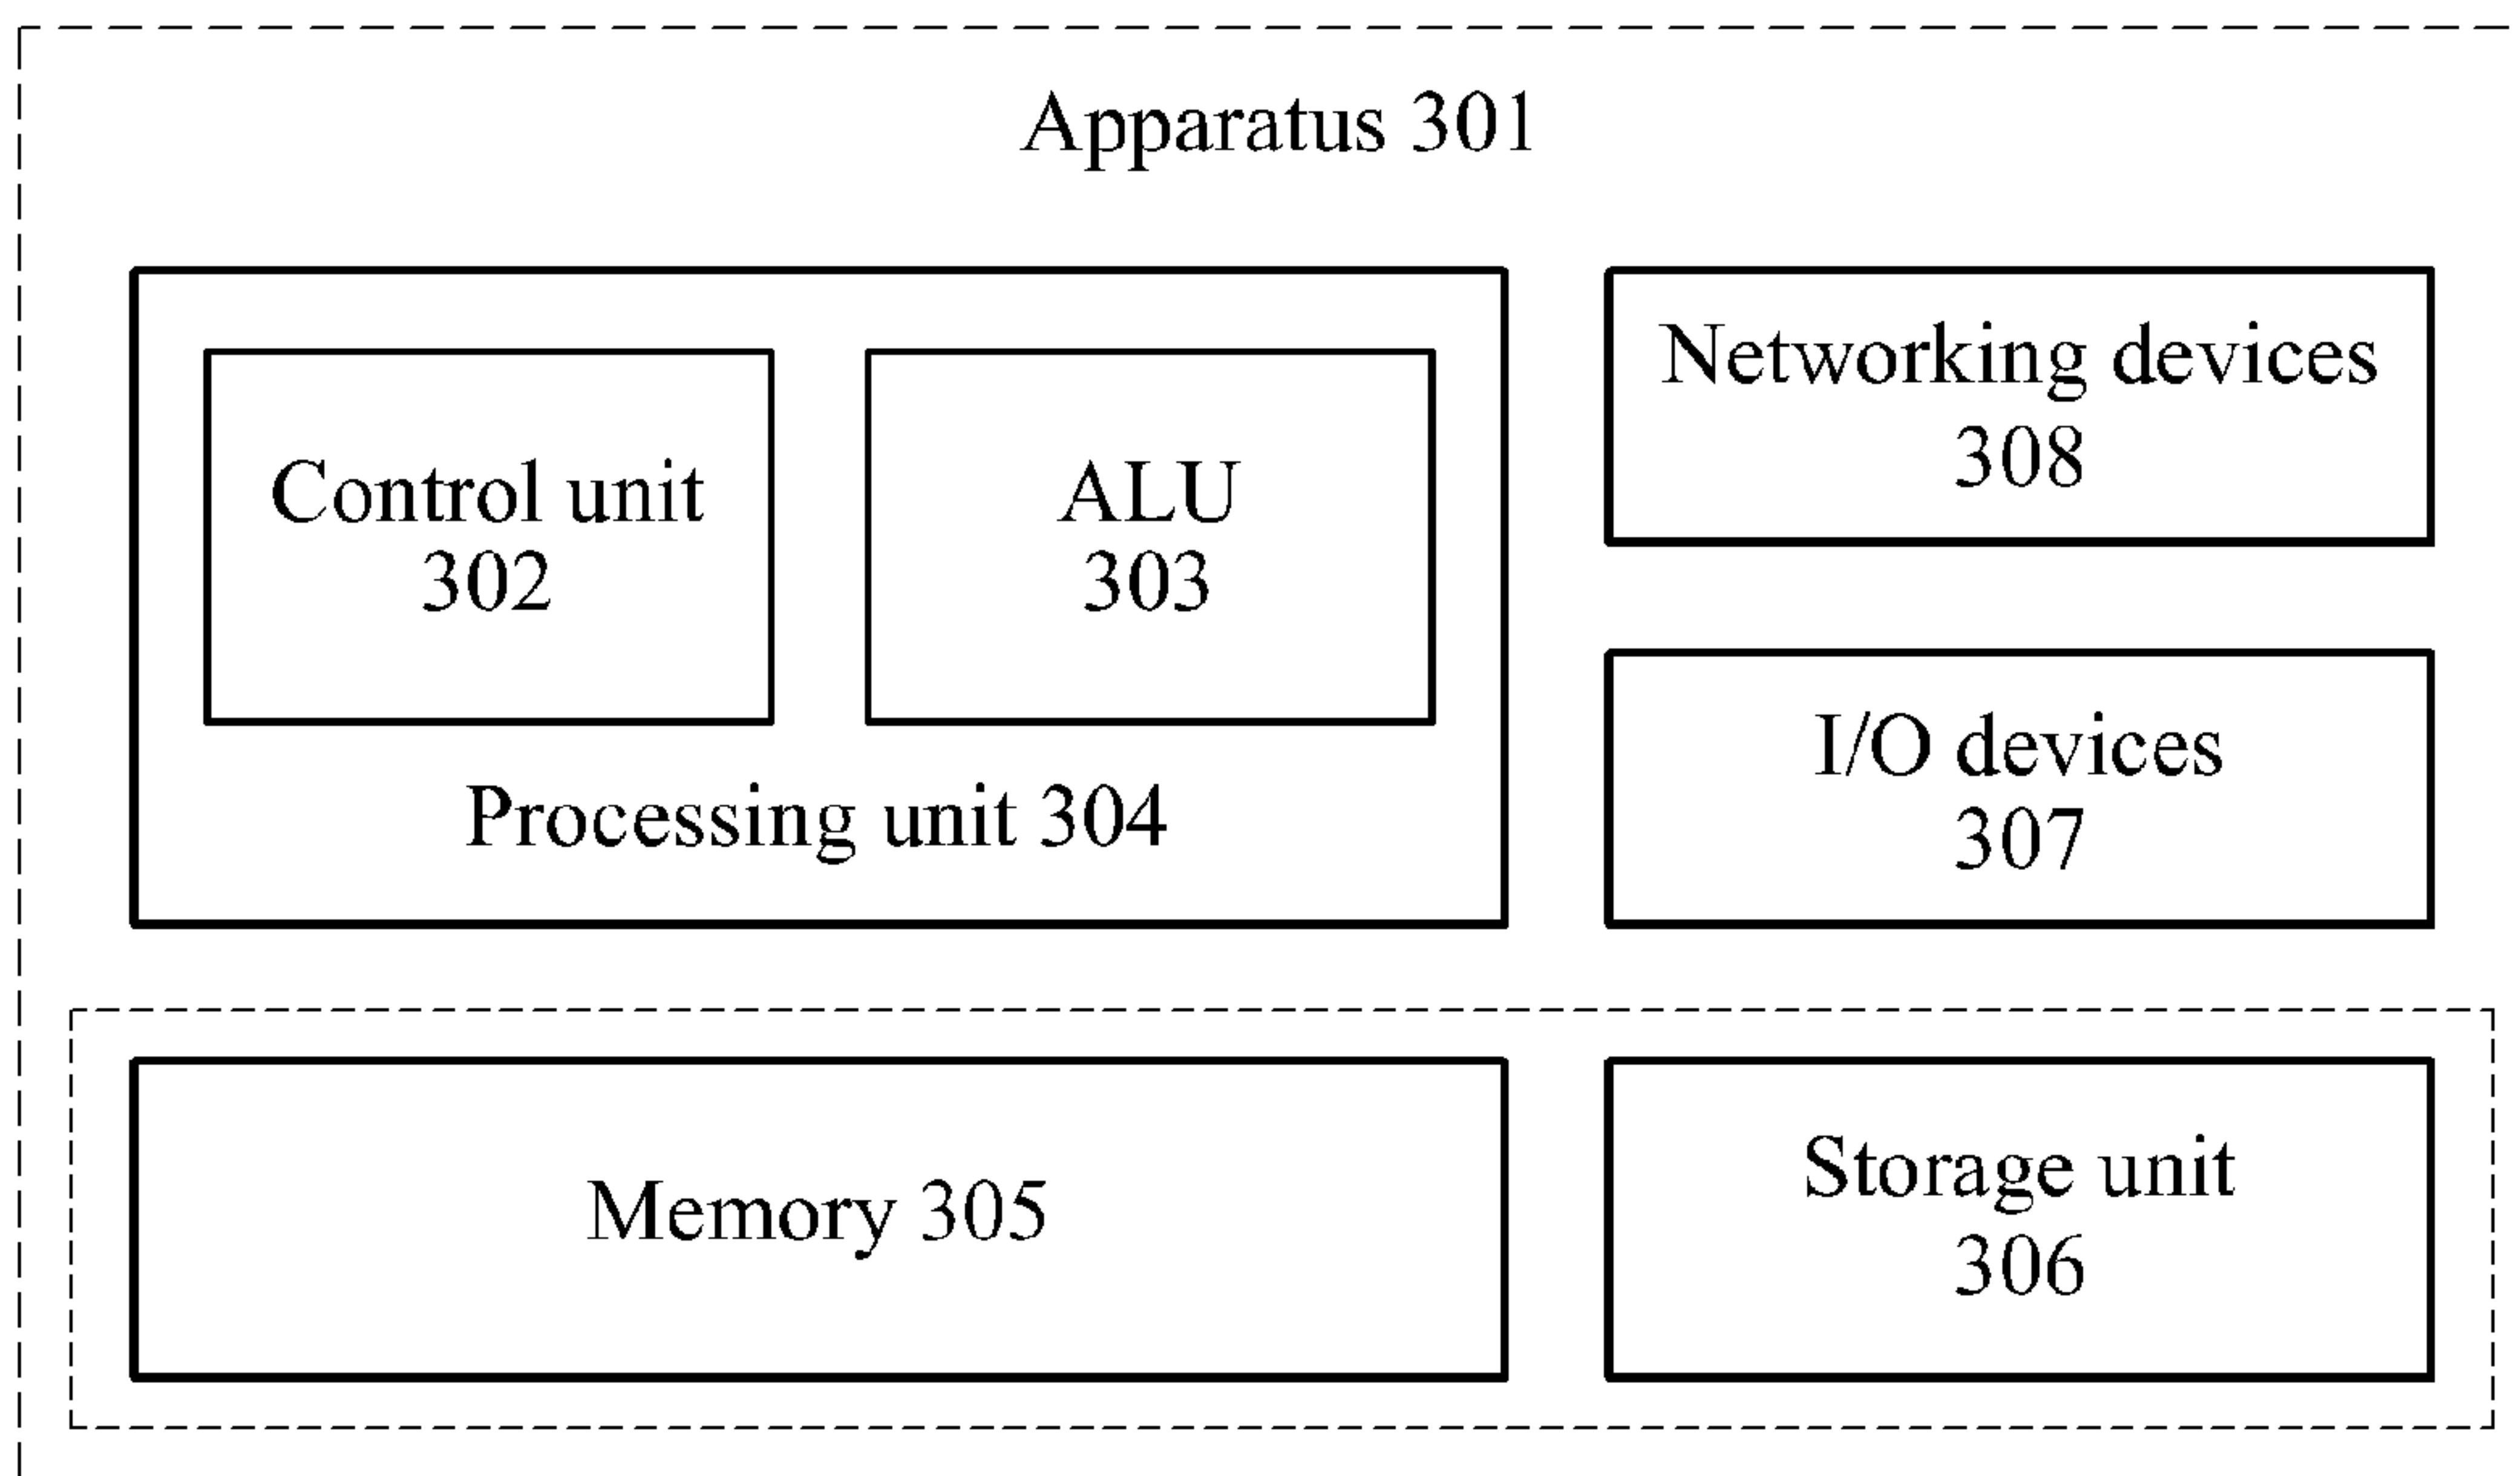 Apparatus 301
Control unit
302
ALU
303
Processing unit 304
Networking devices
308
I/O devices
307
Memory 305
Storage unit
306